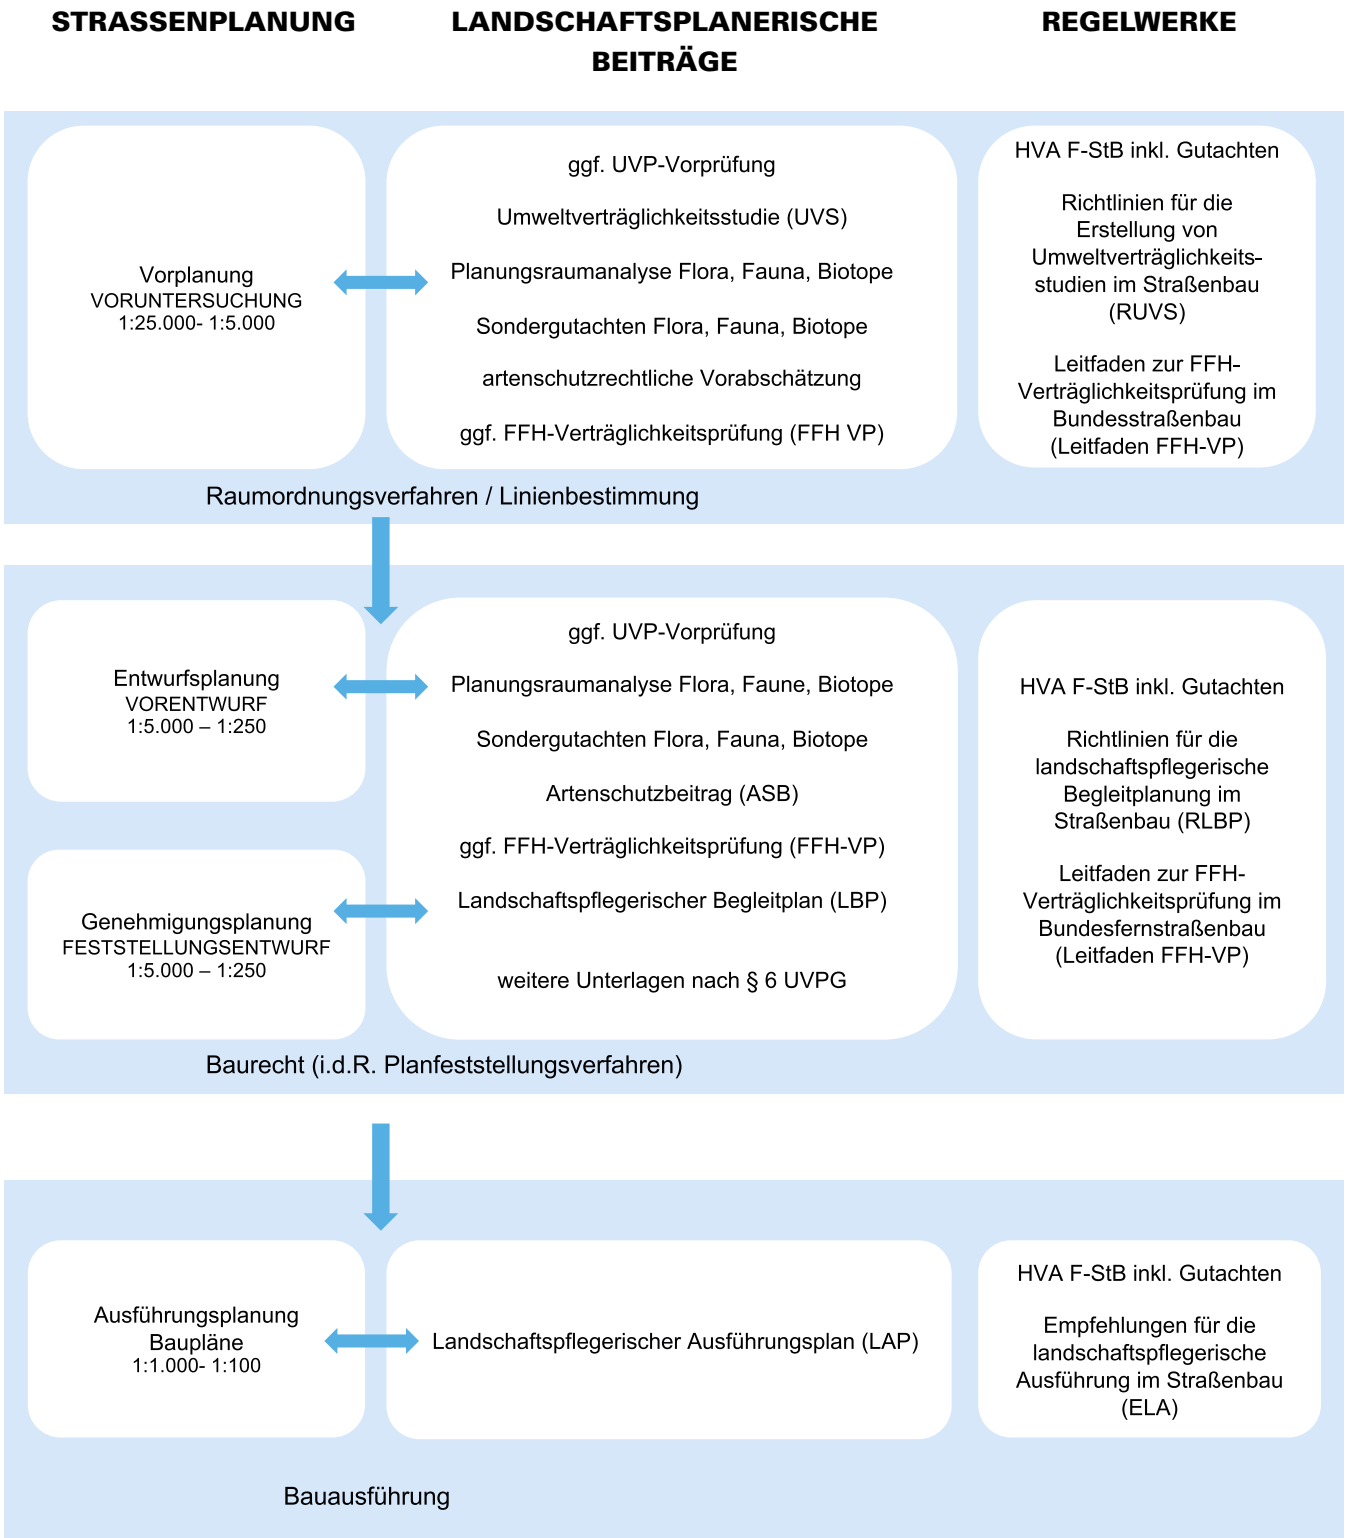 STRASSENPLANUNG
LANDSCHAFTSPLANERISCHE
BEITRÄGE
REGELWERKE
Vorplanung
VORUNTERSUCHUNG
1:25.000- 1:5.000
ggf. UVP-Vorprüfung
Umweltverträglichkeitsstudie (UVS)
Planungsraumanalyse Flora, Fauna, Biotope
Sondergutachten Flora, Fauna, Biotope
artenschutzrechtliche Vorabschätzung
ggf. FFH-Verträglichkeitsprüfung (FFH VP)
HVA F-StB inkl. Gutachten
Richtlinien für die
Erstellung von
Umweltverträglichkeits-
studien im Straßenbau
(RUVS)
Leitfaden zur FFH-
Verträglichkeitsprüfung im
Bundesstraßenbau
(Leitfaden FFH-VP)
Raumordnungsverfahren / Linienbestimmung
Entwurfsplanung
VORENTWURF
1:5.000 – 1:250
Genehmigungsplanung
FESTSTELLUNGSENTWURF
1:5.000 – 1:250
ggf. UVP-Vorprüfung
Planungsraumanalyse Flora, Faune, Biotope
Sondergutachten Flora, Fauna, Biotope
Artenschutzbeitrag (ASB)
ggf. FFH-Verträglichkeitsprüfung (FFH-VP)
Landschaftspflegerischer Begleitplan (LBP)
weitere Unterlagen nach § 6 UVPG
HVA F-StB inkl. Gutachten
Richtlinien für die
landschaftspflegerische
Begleitplanung im
Straßenbau (RLBP)
Leitfaden zur FFH-
Verträglichkeitsprüfung im
Bundesfernstraßenbau
(Leitfaden FFH-VP)
Baurecht (i.d.R. Planfeststellungsverfahren)
Ausführungsplanung
Baupläne
1:1.000- 1:100
Landschaftspflegerischer Ausführungsplan (LAP)
HVA F-StB inkl. Gutachten
Empfehlungen für die
landschaftspflegerische
Ausführung im Straßenbau
(ELA)
Bauausführung